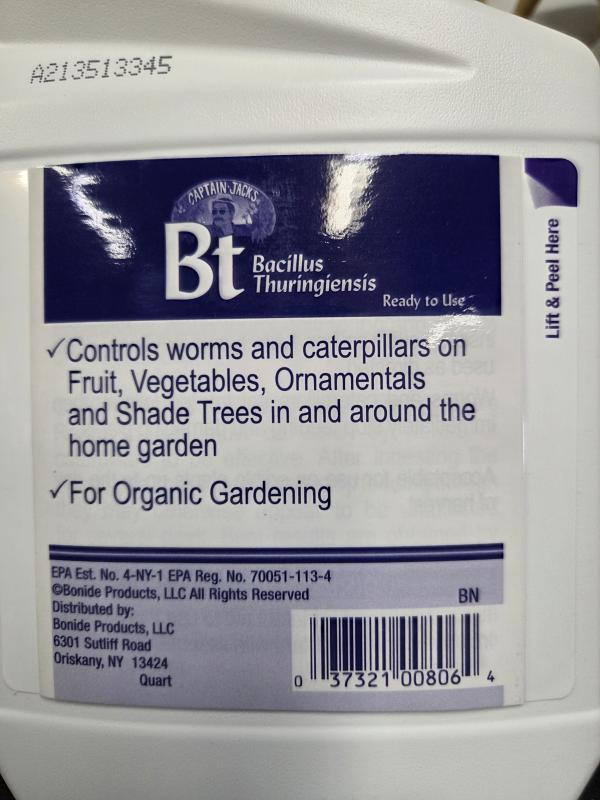 A213513345
CAPTAIN JACK'S
Bt Bacillus
Thuringiensis
Ready to Use
Lift & Peel Here
✓Controls worms and caterpillars on
Fruit, Vegetables, Ornamentals
and Shade Trees in and around the
home garden
✓For Organic Gardening
EPA Est. No. 4-NY-1 EPA Reg. No. 70051-113-4
©Bonide Products, LLC All Rights Reserved
BN
Distributed by:
Bonide Products, LLC
6301 Sutliff Road
Oriskany, NY 13424
Quart
0 37321 00806 4